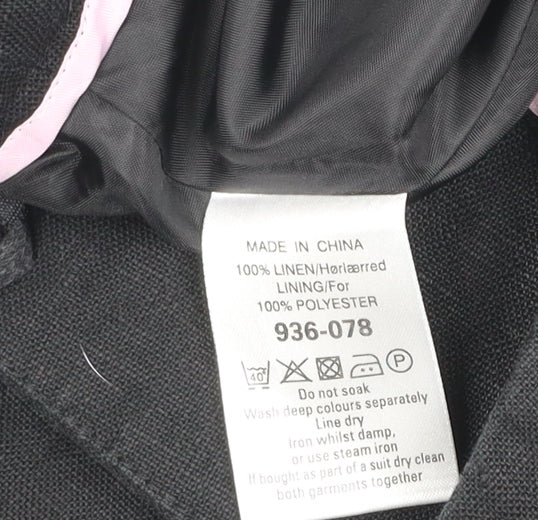 MADE IN CHINA
100% LINEN/Hørlærred
LINING/For
100% POLYESTER
936-078
40 P
Do not soak
Wash deep colours separately
Line dry
Iron whilst damp,
or use steam iron
If bought as part of a suit dry clean
both garments together